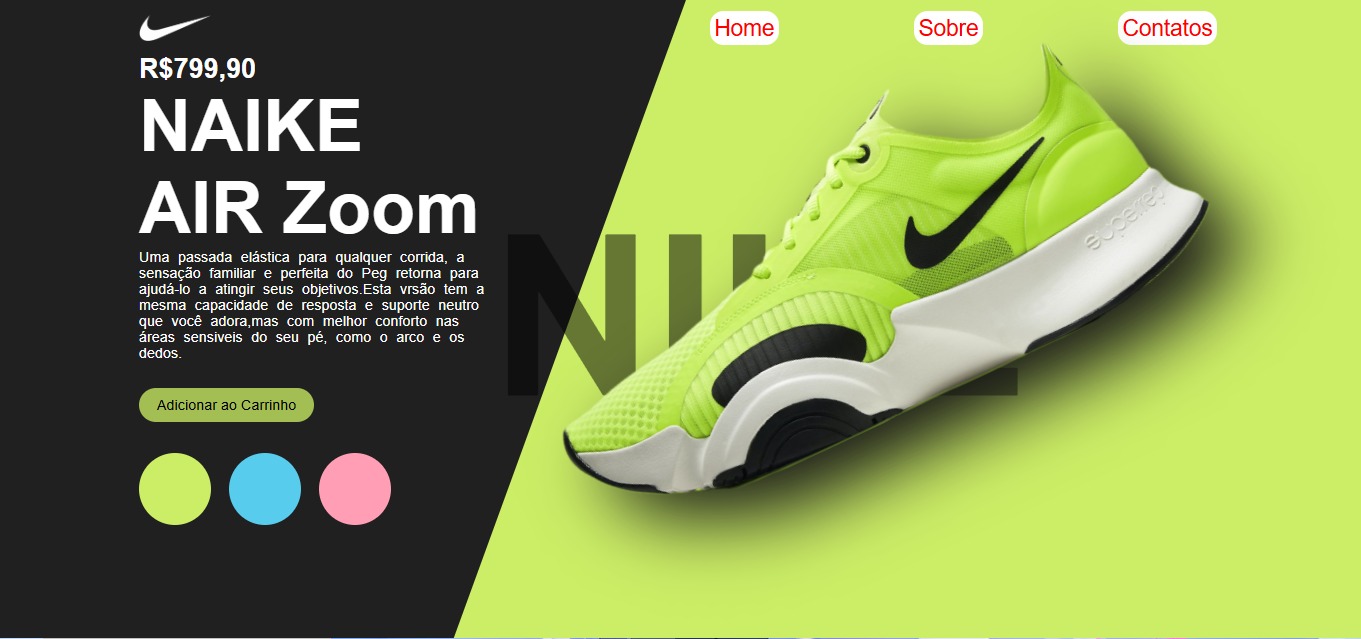 Home
Sobre
Contatos
R$799,90
NAIKE
AIR Zoom
Uma passada elástica para qualquer corrida, a
sensação familiar e perfeita do Peg retorna para
ajudá-lo a atingir seus objetivos.Esta vrsão tem a
mesma capacidade de resposta e suporte neutro
que você adora,mas com melhor conforto nas
áreas sensiveis do seu pé, como o arco e os
dedos.
Adicionar ao Carrinho
superrep